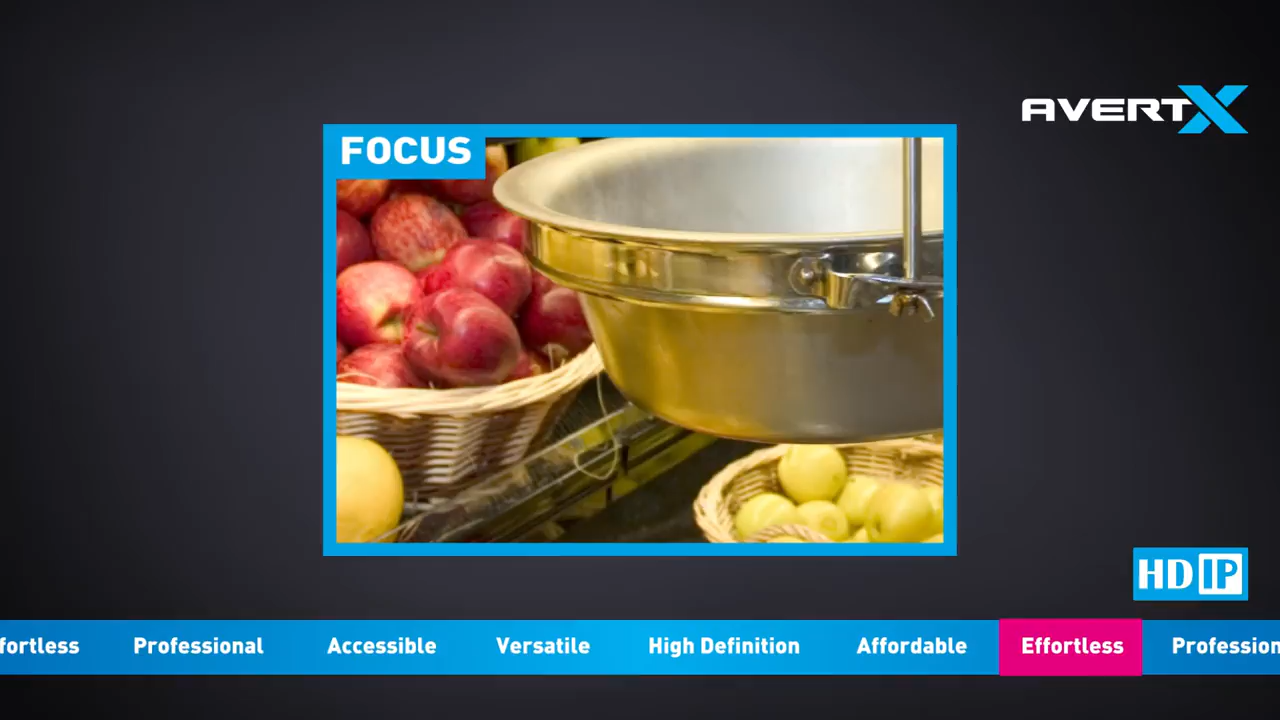 AVERTX
FOCUS
HD IP
fortless Professional Accessible Versatile High Definition Affordable Effortless Profession